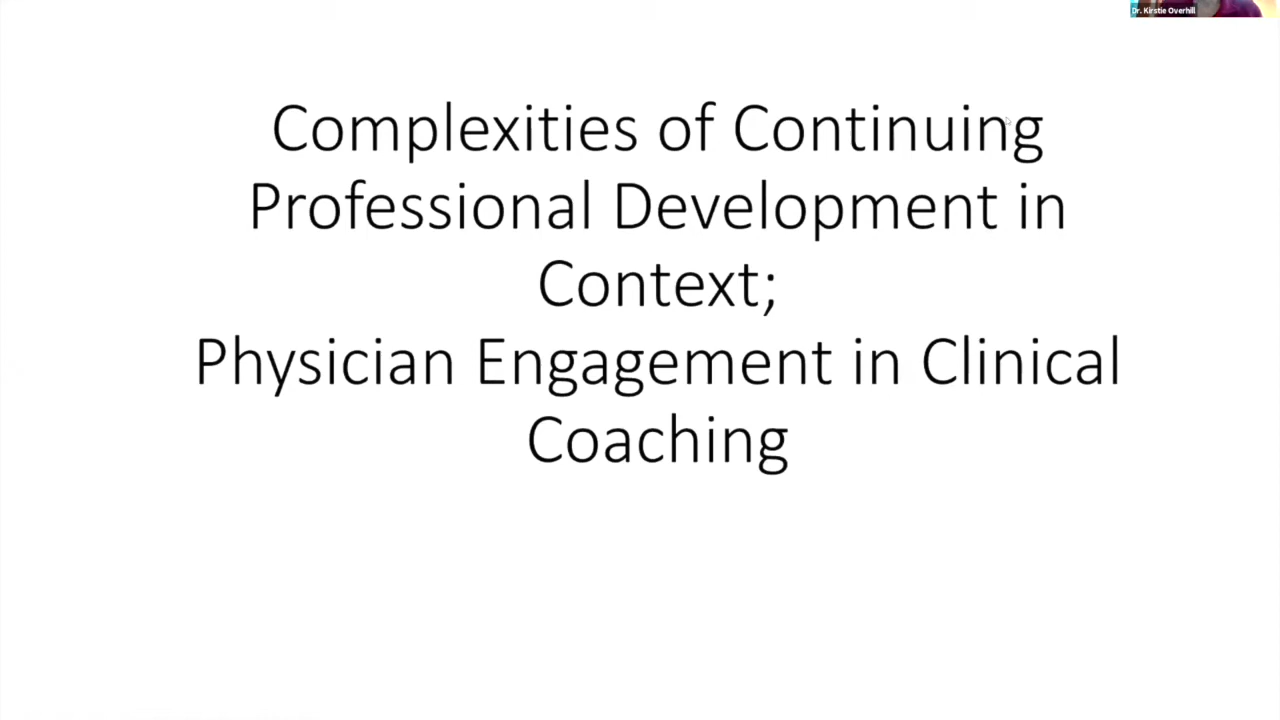 Dr. Kirstie Overhill
Complexities of Continuing
Professional Development in
Context;
Physician Engagement in Clinical
Coaching